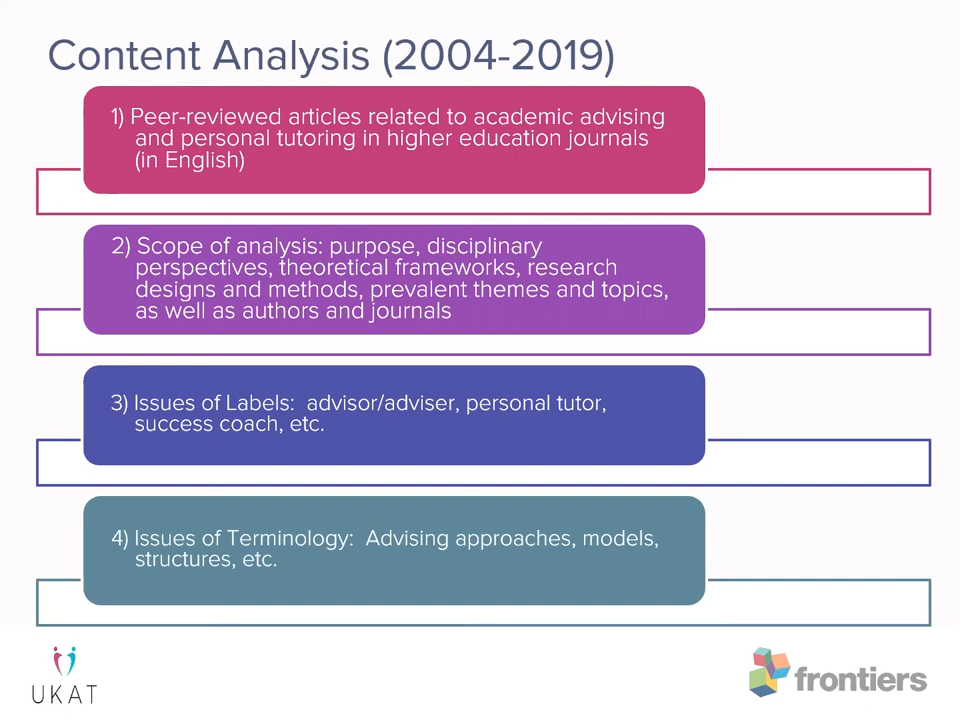 Content Analysis (2004-2019)
1) Peer-reviewed articles related to academic advising
and personal tutoring in higher education journals
(in English)
2) Scope of analysis: purpose, disciplinary
perspectives, theoretical frameworks, research
designs and methods, prevalent themes and topics,
as well as authors and journals
3) Issues of Labels:  advisor/adviser, personal tutor,
success coach, etc.
4) Issues of Terminology:  Advising approaches, models,
structures, etc.
UKAT
frontiers